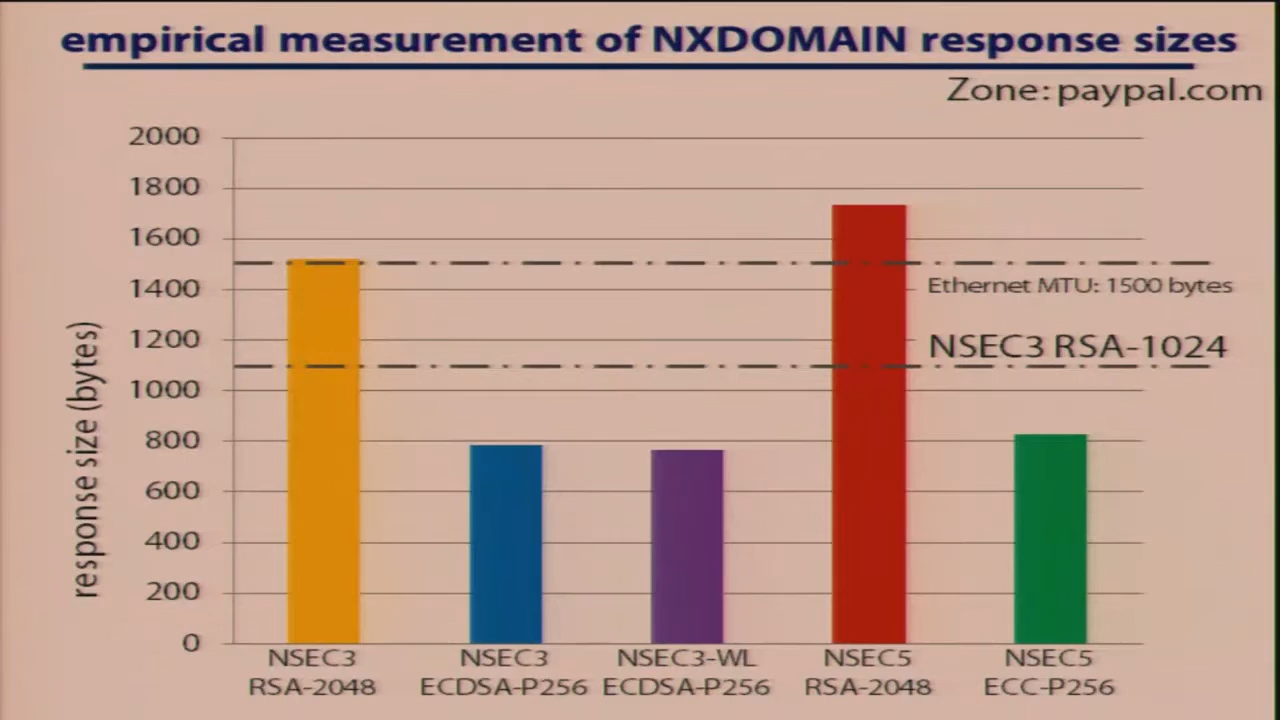 empirical measurement of NXDOMAIN response sizes
Zone: paypal.com
response size (bytes)
2000
1800
1600
1400
1200
1000
800
600
400
200
0
Ethernet MTU: 1500 bytes
NSEC3 RSA-1024
NSEC3
RSA-2048
NSEC3
ECDSA-P256
NSEC3-WL
ECDSA-P256
NSEC5
RSA-2048
NSEC5
ECC-P256